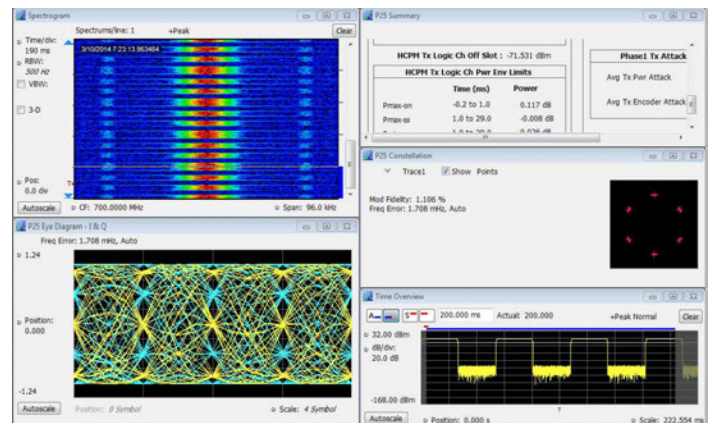 Spectrogram
Time/div:
190 ms
RBW:
500 Hz
VBW:
3-D
Pos:
0.0 div
Autoscale
Spectrums/line: 1
+Peak
Clear
3/10/2014 7:23:13.963464
CF: 700.0000 MHz
Span: 96.0 kHz
P25 Summary
HCPM Tx Logic Ch Off Slot : -71.531 dBm
HCPM Tx Logic Ch Pwr Env Limits
Time (ms) Power
Pmax-on -0.2 to 1.0 0.117 dB
Pmax-ss 1.0 to 29.0 -0.008 dB
1.0 to 29.0 0.026 dB
Phase1 Tx Attack
Avg Tx Pwr Attack
Avg Tx Encoder Attack
P25 Constellation
Trace1 Show Points
Mod Fidelity: 1.106 %
Freq Error: 1.708 mHz, Auto
P25 Eye Diagram - I & Q
Freq Error: 1.708 mHz, Auto
1.24
Position:
0.000
-1.24
Autoscale
Position: 0 Symbol
Scale: 4 Symbol
Time Overview
200.000 ms Actual: 200.000 +Peak Normal Clear
32.00 dBm
dB/div:
20.0 dB
-168.00 dBm
Autoscale
Position: 0.000 s
Scale: 222.554 ms